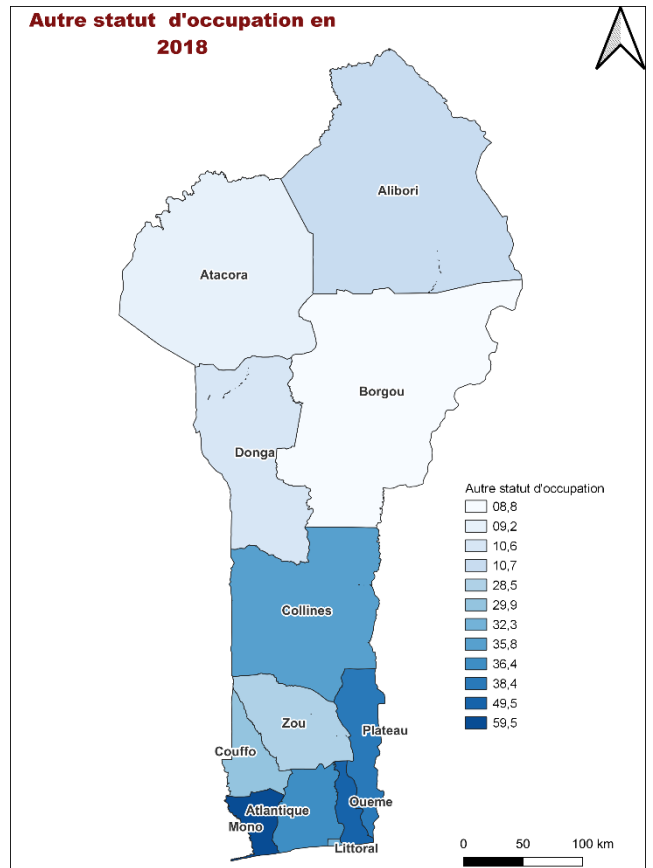 Autre statut d'occupation en
2018
Alibori
Atacora
Borgou
Donga
Collines
Zou
Plateau
Couffo
Atlantique
Oueme
Mono
Littoral
Autre statut d'occupation
08,8
09,2
10,6
10,7
28,5
29,9
32,3
35,8
36,4
38,4
49,5
59,5
0 50 100 km